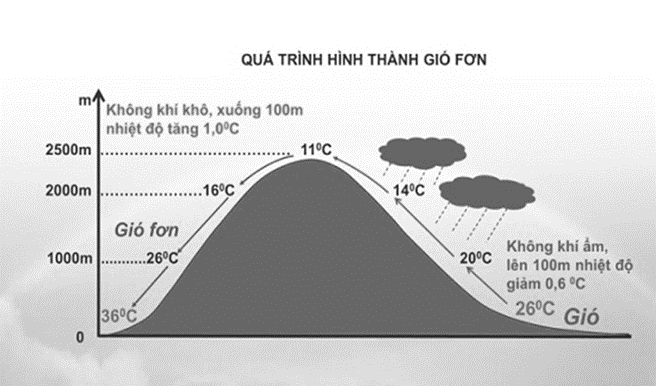 QUÁ TRÌNH HÌNH THÀNH GIÓ FƠN
m
Không khí khô, xuống 100m
nhiệt độ tăng 1,0⁰C
2500m
11⁰C
2000m
16⁰C
14⁰C
Gió fơn
1000m
26⁰C
20⁰C
Không khí ẩm,
lên 100m nhiệt độ
giảm 0,6 ⁰C
36⁰C
26⁰C
Gió
0